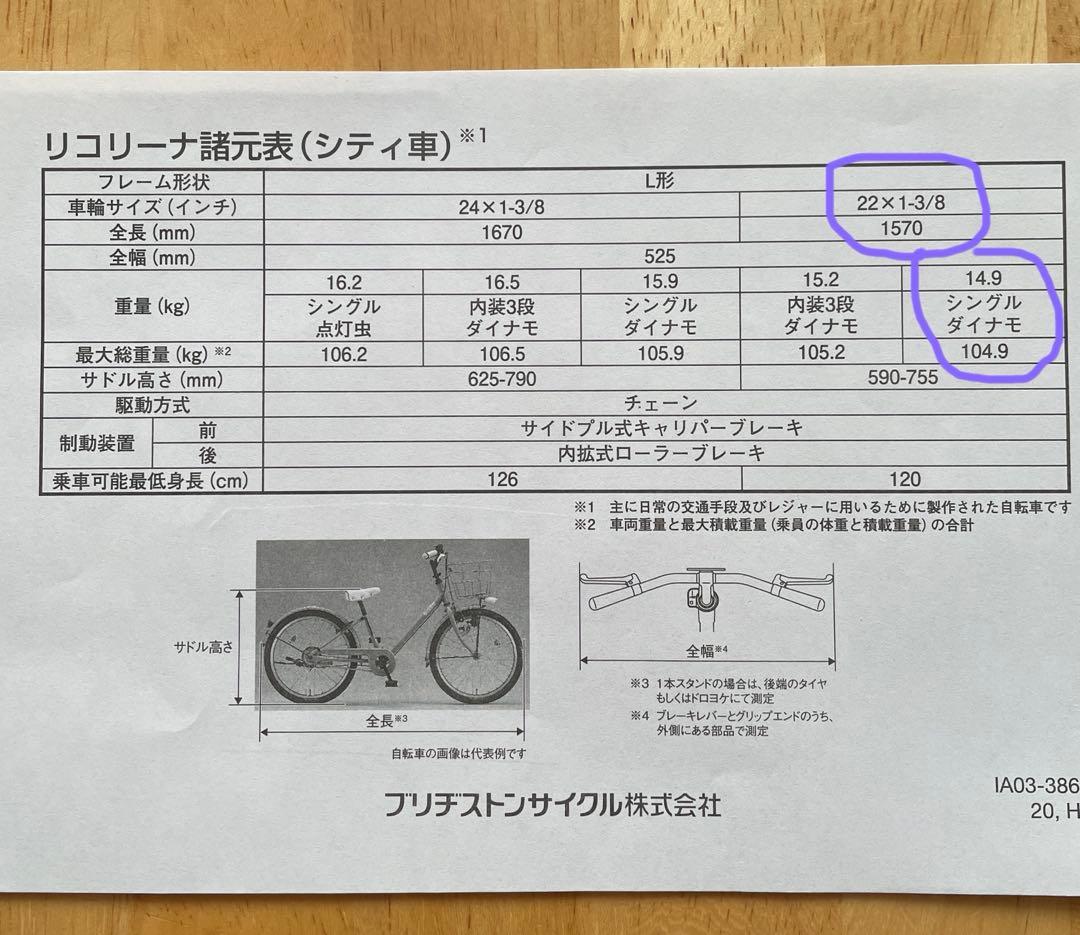 リコリーナ諸元表(シティ車)※1
フレーム形状 L形
車輪サイズ(インチ) 24×1-3/8 22×1-3/8
全長(mm) 1670 1570
全幅(mm) 525
重量(kg) 16.2 16.5 15.9 15.2 14.9
シングル 内装3段 シングル 内装3段 シングル
点灯虫 ダイナモ ダイナモ ダイナモ ダイナモ
最大総重量(kg)※2 106.2 106.5 105.9 105.2 104.9
サドル高さ(mm) 625-790 590-755
駆動方式 チェーン
制動装置 前 サイドプル式キャリパーブレーキ
後 内拡式ローラーブレーキ
乗車可能最低身長(cm) 126 120
※1 主に日常の交通手段及びレジャーに用いるために製作された自転車です
※2 車両重量と最大積載重量(乗員の体重と積載重量)の合計
サドル高さ
全長※3
自転車の画像は代表例です
全幅※4
※3 1本スタンドの場合は、後端のタイヤ
もしくはドロヨケにて測定
※4 ブレーキレバーとグリップエンドのうち、
外側にある部品で測定
ブリヂストンサイクル株式会社
IA03-386
20, H